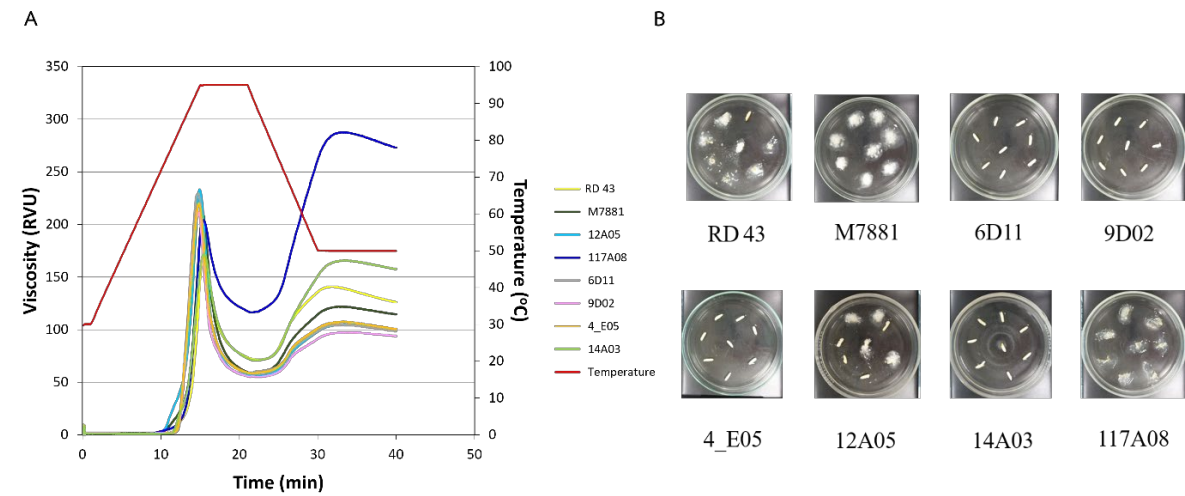 A
B
350
300
250
200
150
100
50
0
Viscosity (RVU)
0
10
20
30
40
50
Time (min)
100
90
80
70
60
50
40
30
20
10
0
Temperature (°C)
RD 43
M7881
12A05
117A08
6D11
9D02
4_E05
14A03
Temperature
RD 43 M7881 6D11 9D02
4_E05 12A05 14A03 117A08